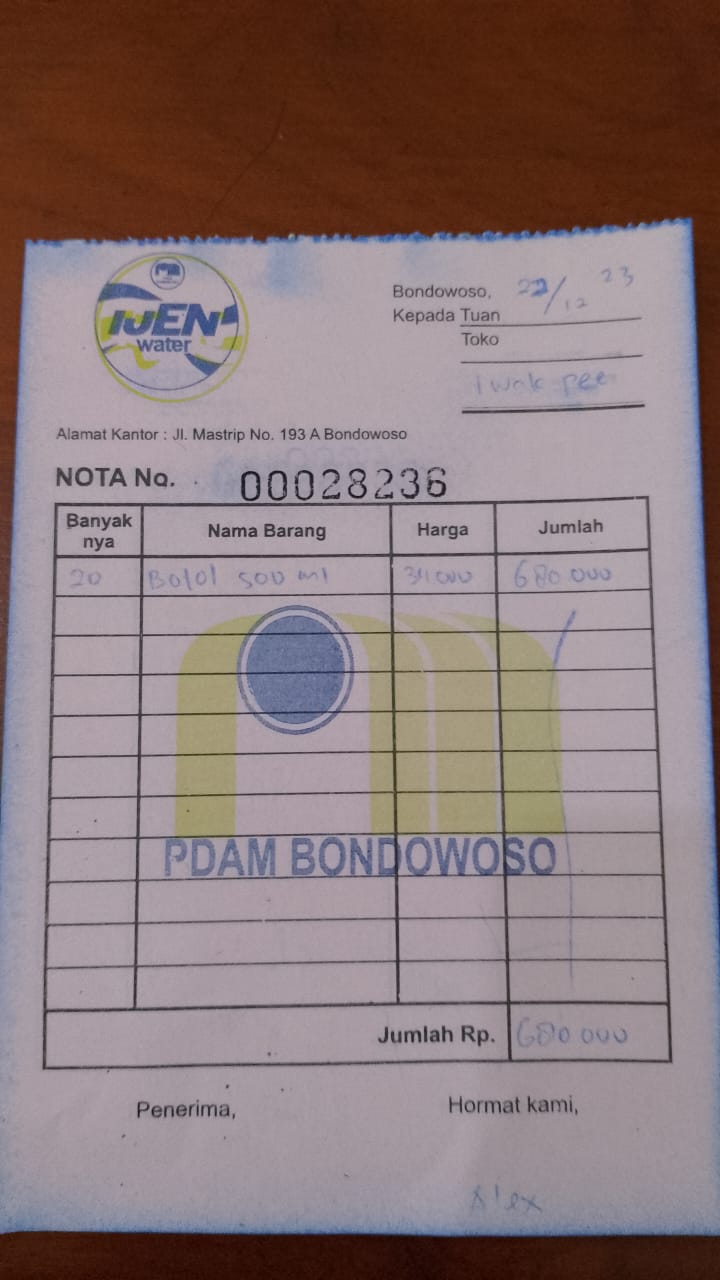 IJEN
water
Bondowoso, 22/12 23
Kepada Tuan
Toko
Iwak pee
Alamat Kantor : Jl. Mastrip No. 193 A Bondowoso
NOTA No. 00028236
Banyak nya Nama Barang Harga Jumlah
20 Botol 500 ml 34 000 680 000
PDAM BONDOWOSO
Jumlah Rp. 680 000
Penerima, Hormat kami,
Alex